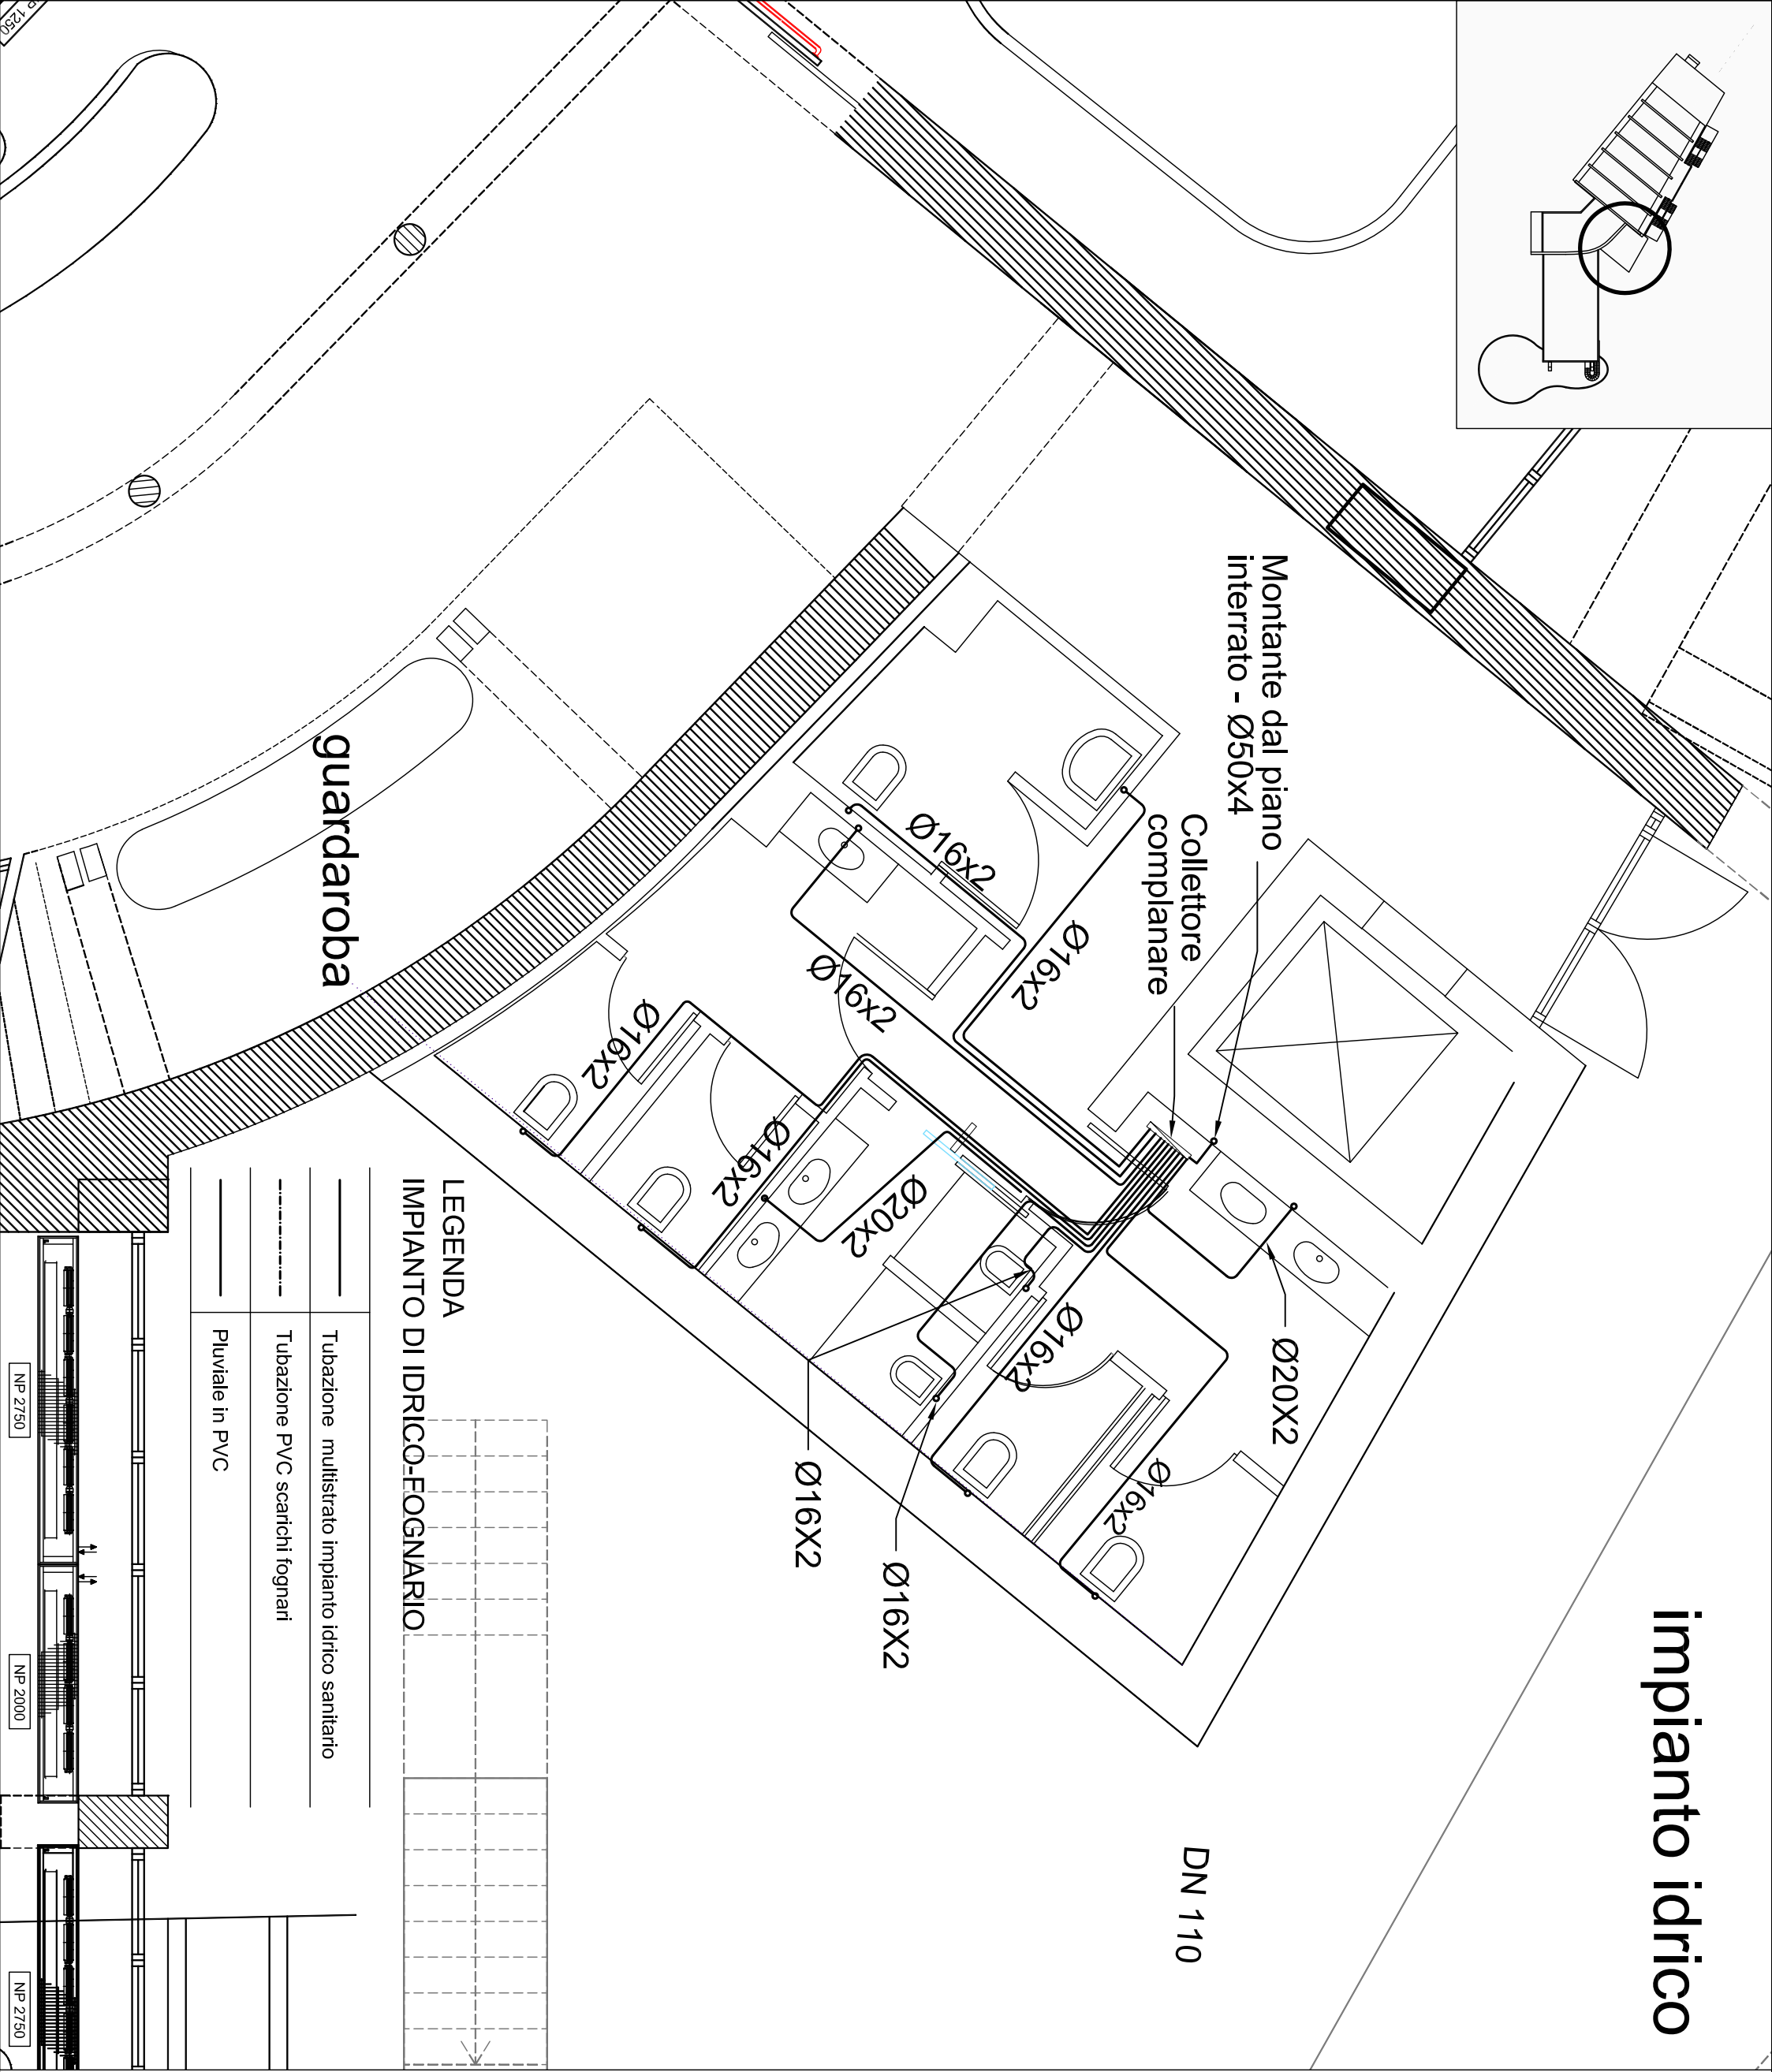 impianto idrico
Montante dal piano
interrato - Ø50x4
Collettore
complanare
DN 110
Ø20X2
Ø16x2
Ø16x2
Ø16x2
Ø16x2
Ø16x2
Ø16x2
Ø20x2
Ø16x2
Ø16x2
Ø16X2
Ø16X2
guardaroba
LEGENDA
IMPIANTO DI IDRICO-FOGNARIO
Tubazione multistrato impianto idrico sanitario
Tubazione PVC scarichi fognari
Pluviale in PVC
NP 2750
NP 2000
NP 2750
P 1250